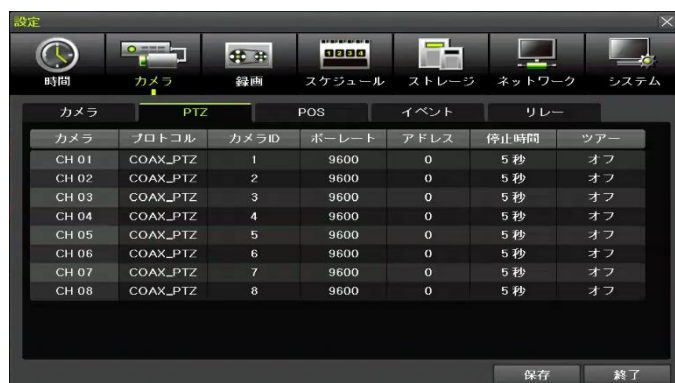 設定
時間 カメラ 録画 スケジュール ストレージ ネットワーク システム
カメラ PTZ POS イベント リレー
カメラ プロトコル カメラID ボーレート アドレス 停止時間 ツアー
CH 01 COAX_PTZ 1 9600 0 5 秒 オフ
CH 02 COAX_PTZ 2 9600 0 5 秒 オフ
CH 03 COAX_PTZ 3 9600 0 5 秒 オフ
CH 04 COAX_PTZ 4 9600 0 5 秒 オフ
CH 05 COAX_PTZ 5 9600 0 5 秒 オフ
CH 06 COAX_PTZ 6 9600 0 5 秒 オフ
CH 07 COAX_PTZ 7 9600 0 5 秒 オフ
CH 08 COAX_PTZ 8 9600 0 5 秒 オフ
保存 終了